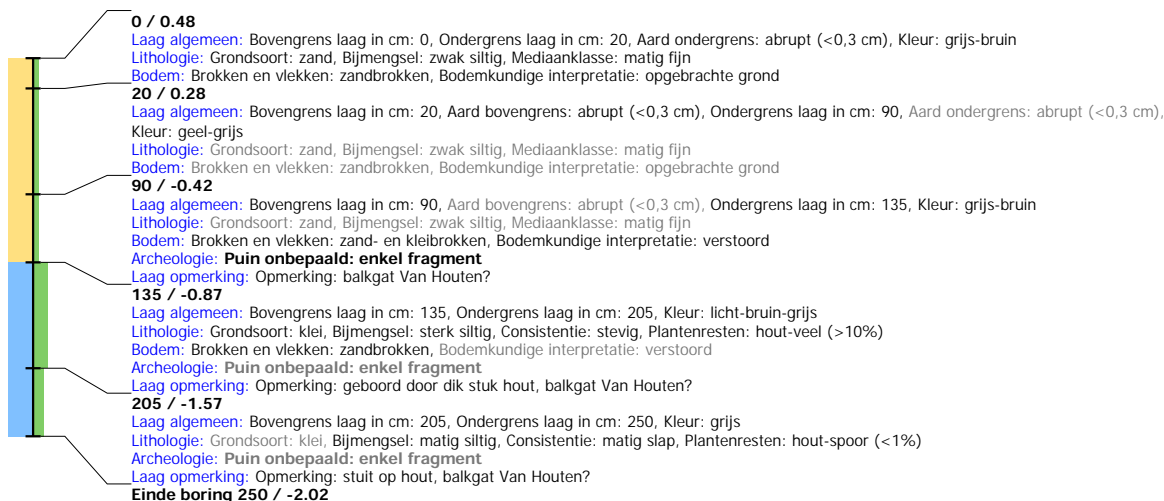 0 / 0.48
Laag algemeen: Bovengrens laag in cm: 0, Ondergrens laag in cm: 20, Aard ondergrens: abrupt (<0,3 cm), Kleur: grijs-bruin
Lithologie: Grondsoort: zand, Bijmengsel: zwak siltig, Mediaanklasse: matig fijn
Bodem: Brokken en vlekken: zandbrokken, Bodemkundige interpretatie: opgebrachte grond
20 / 0.28
Laag algemeen: Bovengrens laag in cm: 20, Aard bovengrens: abrupt (<0,3 cm), Ondergrens laag in cm: 90, Aard ondergrens: abrupt (<0,3 cm),
Kleur: geel-grijs
Lithologie: Grondsoort: zand, Bijmengsel: zwak siltig, Mediaanklasse: matig fijn
Bodem: Brokken en vlekken: zandbrokken, Bodemkundige interpretatie: opgebrachte grond
90 / -0.42
Laag algemeen: Bovengrens laag in cm: 90, Aard bovengrens: abrupt (<0,3 cm), Ondergrens laag in cm: 135, Kleur: grijs-bruin
Lithologie: Grondsoort: zand, Bijmengsel: zwak siltig, Mediaanklasse: matig fijn
Bodem: Brokken en vlekken: zand- en kleibrokken, Bodemkundige interpretatie: verstoord
Archeologie: Puin onbepaald: enkel fragment
Laag opmerking: Opmerking: balkgat Van Houten?
135 / -0.87
Laag algemeen: Bovengrens laag in cm: 135, Ondergrens laag in cm: 205, Kleur: licht-bruin-grijs
Lithologie: Grondsoort: klei, Bijmengsel: sterk siltig, Consistentie: stevig, Plantenresten: hout-veel (>10%)
Bodem: Brokken en vlekken: zandbrokken, Bodemkundige interpretatie: verstoord
Archeologie: Puin onbepaald: enkel fragment
Laag opmerking: Opmerking: geboord door dik stuk hout, balkgat Van Houten?
205 / -1.57
Laag algemeen: Bovengrens laag in cm: 205, Ondergrens laag in cm: 250, Kleur: grijs
Lithologie: Grondsoort: klei, Bijmengsel: matig siltig, Consistentie: matig slap, Plantenresten: hout-spoor (<1%)
Archeologie: Puin onbepaald: enkel fragment
Laag opmerking: Opmerking: stuit op hout, balkgat Van Houten?
Einde boring 250 / -2.02